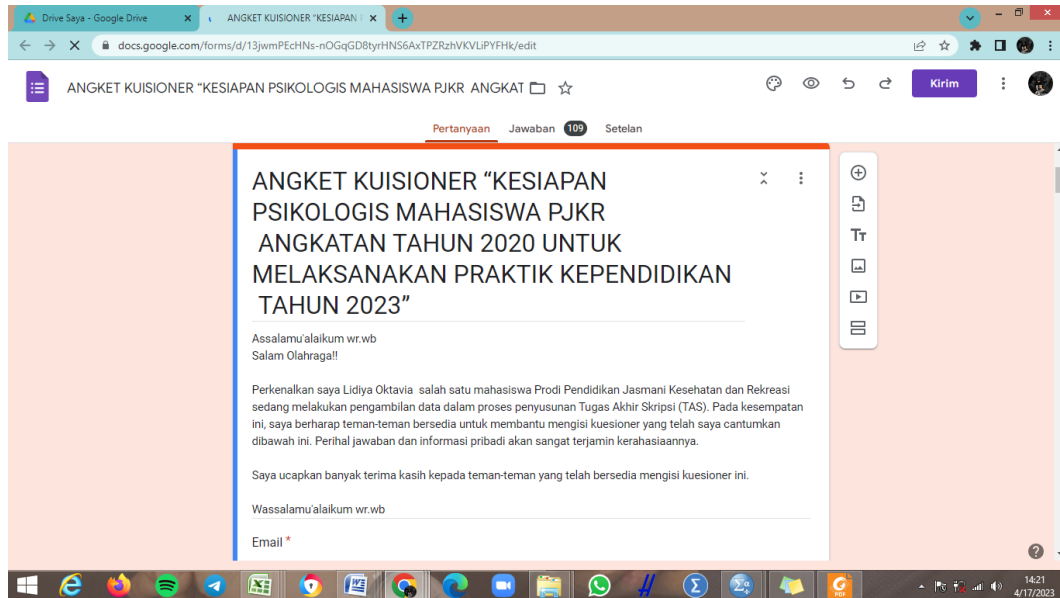 Drive Saya - Google Drive
ANGKET KUISIONER "KESIAPAN
docs.google.com/forms/d/13jwmPEcHNs-nOGqGD8tyrHNS6AxTPZRzhVKVLiPYFHk/edit
ANGKET KUISIONER “KESIAPAN PSIKOLOGIS MAHASISWA PJKR ANGKAT
Kirim
Pertanyaan Jawaban 109 Setelan
ANGKET KUISIONER “KESIAPAN
PSIKOLOGIS MAHASISWA PJKR
ANGKATAN TAHUN 2020 UNTUK
MELAKSANAKAN PRAKTIK KEPENDIDIKAN
TAHUN 2023”
Assalamu'alaikum wr.wb
Salam Olahraga!!
Perkenalkan saya Lidiya Oktavia salah satu mahasiswa Prodi Pendidikan Jasmani Kesehatan dan Rekreasi
sedang melakukan pengambilan data dalam proses penyusunan Tugas Akhir Skripsi (TAS). Pada kesempatan
ini, saya berharap teman-teman bersedia untuk membantu mengisi kuesioner yang telah saya cantumkan
dibawah ini. Perihal jawaban dan informasi pribadi akan sangat terjamin kerahasiaannya.
Saya ucapkan banyak terima kasih kepada teman-teman yang telah bersedia mengisi kuesioner ini.
Wassalamu'alaikum wr.wb
Email *
Tт
14:21
4/17/2023